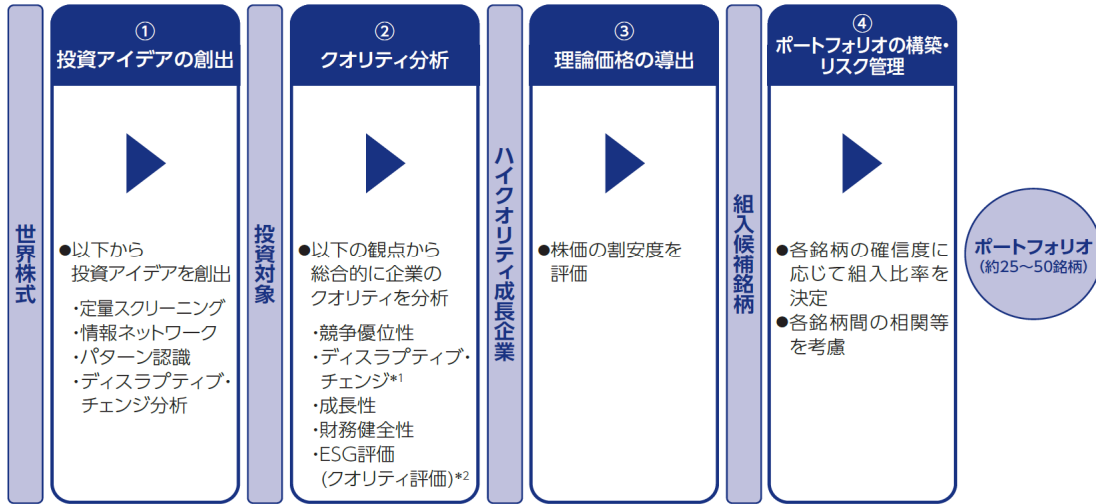 世界株式
①
投資アイデアの創出
●以下から
投資アイデアを創出
・定量スクリーニング
・情報ネットワーク
・パターン認識
・ディスラプティブ・
チェンジ分析
投資対象
②
クオリティ分析
●以下の観点から
総合的に企業の
クオリティを分析
・競争優位性
・ディスラプティブ・
チェンジ*1
・成長性
・財務健全性
・ESG評価
(クオリティ評価)*2
ハイクオリティ成長企業
③
理論価格の導出
●株価の割安度を
評価
組入候補銘柄
④
ポートフォリオの構築・
リスク管理
●各銘柄の確信度に
応じて組入比率を
決定
●各銘柄間の相関等
を考慮
ポートフォリオ
(約25~50銘柄)